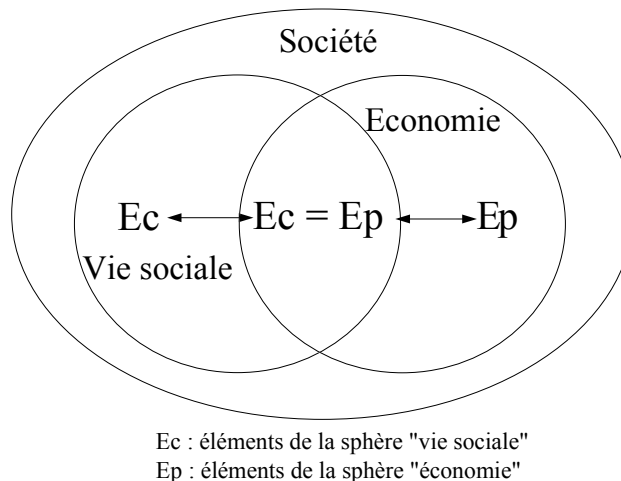 Société
Economie
Ec Ec = Ep Ep
Vie sociale
Ec : éléments de la sphère "vie sociale"
Ep : éléments de la sphère "économie"